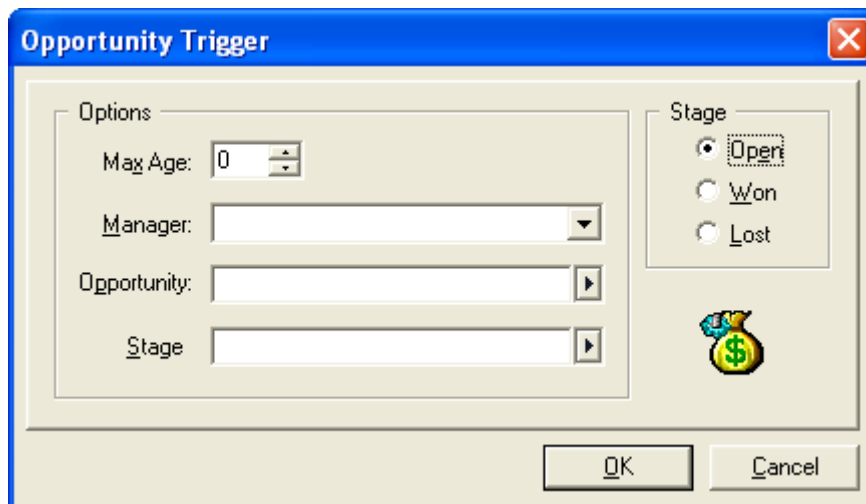 Opportunity Trigger
Options
Max Age: 0
Manager:
Opportunity:
Stage
Stage
Open
Won
Lost
$
OK Cancel